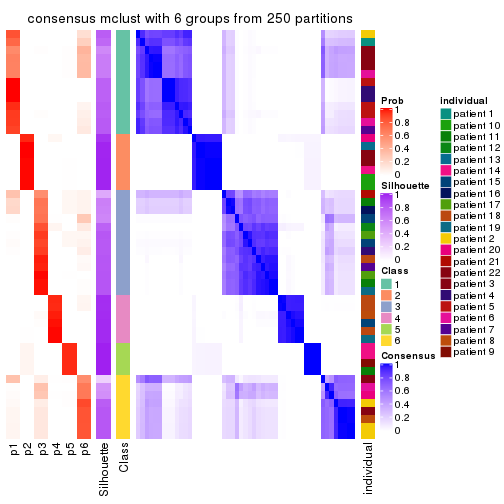 consensus mclust with 6 groups from 250 partitions
Prob
1
0.8
0.6
0.4
0.2
0
Silhouette
1
0.8
0.6
0.4
0.2
0
Class
1
2
3
4
5
6
Consensus
1
0.8
0.6
0.4
0.2
0
individual
patient 1
patient 10
patient 11
patient 12
patient 13
patient 14
patient 15
patient 16
patient 17
patient 18
patient 19
patient 2
patient 20
patient 21
patient 22
patient 3
patient 4
patient 5
patient 6
patient 7
patient 8
patient 9
p1
p2
p3
p4
p5
p6
Silhouette
Class
individual